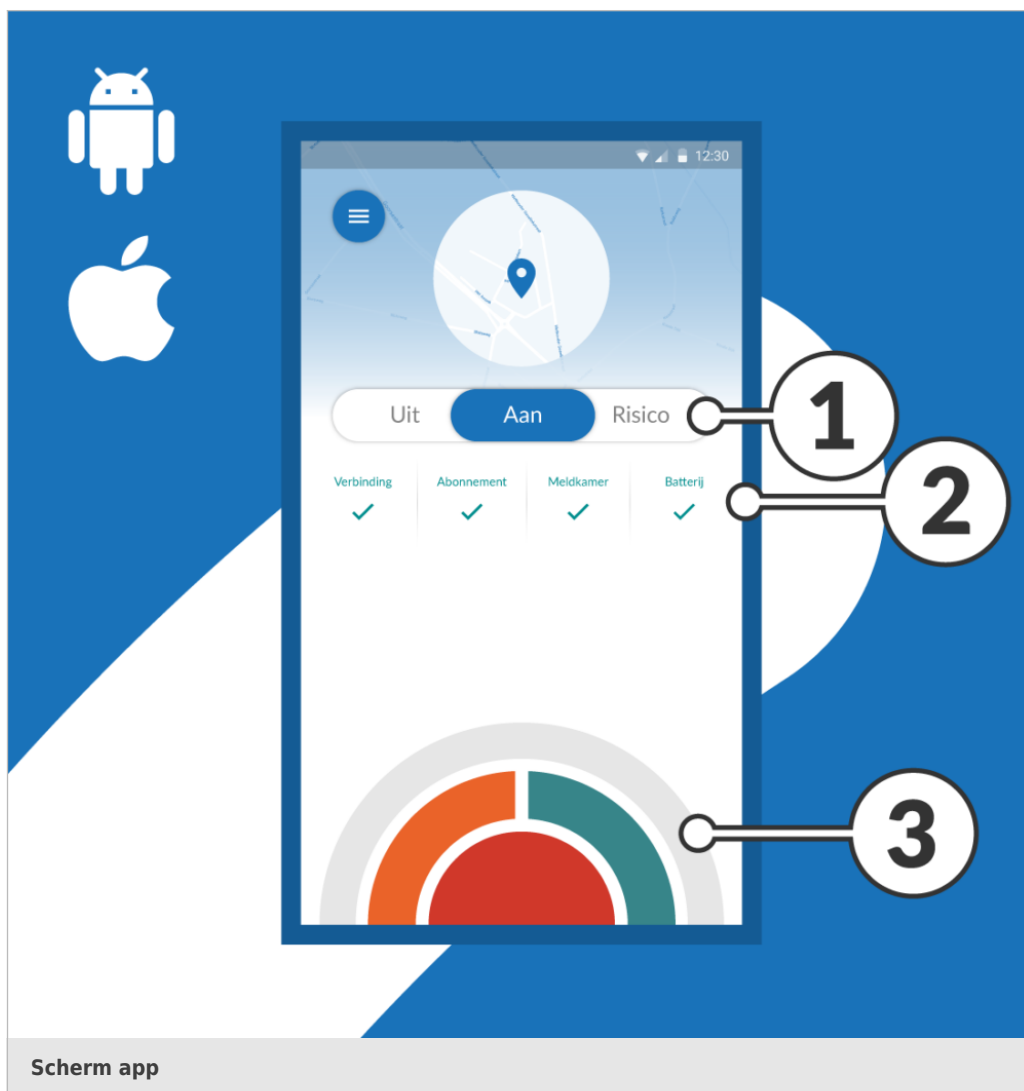 12:30
Uit Aan Risico
1
Verbinding Abonnement Meldkamer Batterij
2
3
Scherm app